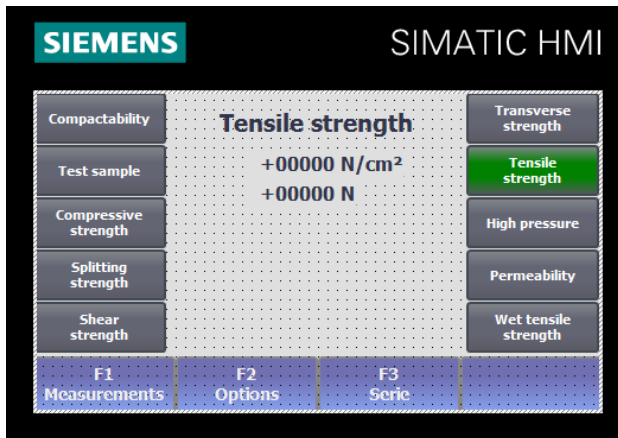 SIEMENS
SIMATIC HMI
Compactability
Test sample
Compressive
strength
Splitting
strength
Shear
strength
Tensile strength
+00000 N/cm²
+00000 N
Transverse
strength
Tensile
strength
High pressure
Permeability
Wet tensile
strength
F1
Measurements
F2
Options
F3
Serie